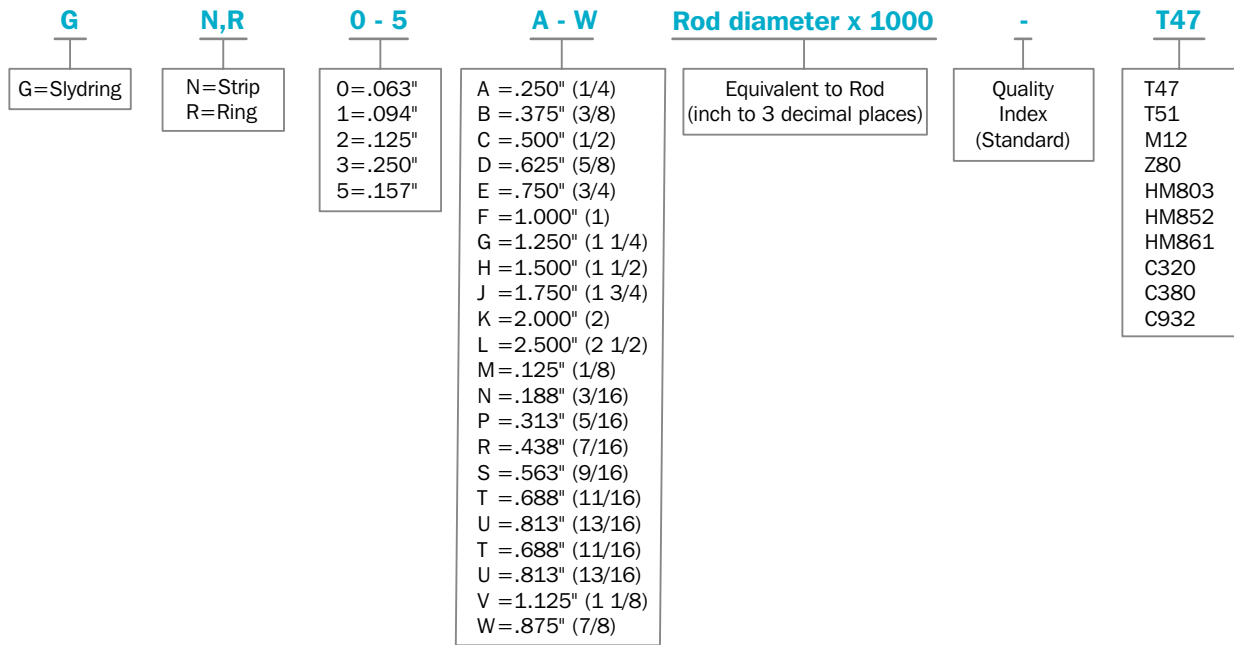 G
N,R
0 - 5
A - W
Rod diameter x 1000
-
T47
G=Slydring
N=Strip
R=Ring
0=.063"
1=.094"
2=.125"
3=.250"
5=.157"
A =.250" (1/4)
B =.375" (3/8)
C =.500" (1/2)
D =.625" (5/8)
E =.750" (3/4)
F =1.000" (1)
G =1.250" (1 1/4)
H =1.500" (1 1/2)
J =1.750" (1 3/4)
K =2.000" (2)
L =2.500" (2 1/2)
M =.125" (1/8)
N =.188" (3/16)
P =.313" (5/16)
R =.438" (7/16)
S =.563" (9/16)
T =.688" (11/16)
U =.813" (13/16)
T =.688" (11/16)
U =.813" (13/16)
V =1.125" (1 1/8)
W=.875" (7/8)
Equivalent to Rod
(inch to 3 decimal places)
Quality
Index
(Standard)
T47
T51
M12
Z80
HM803
HM852
HM861
C320
C380
C932